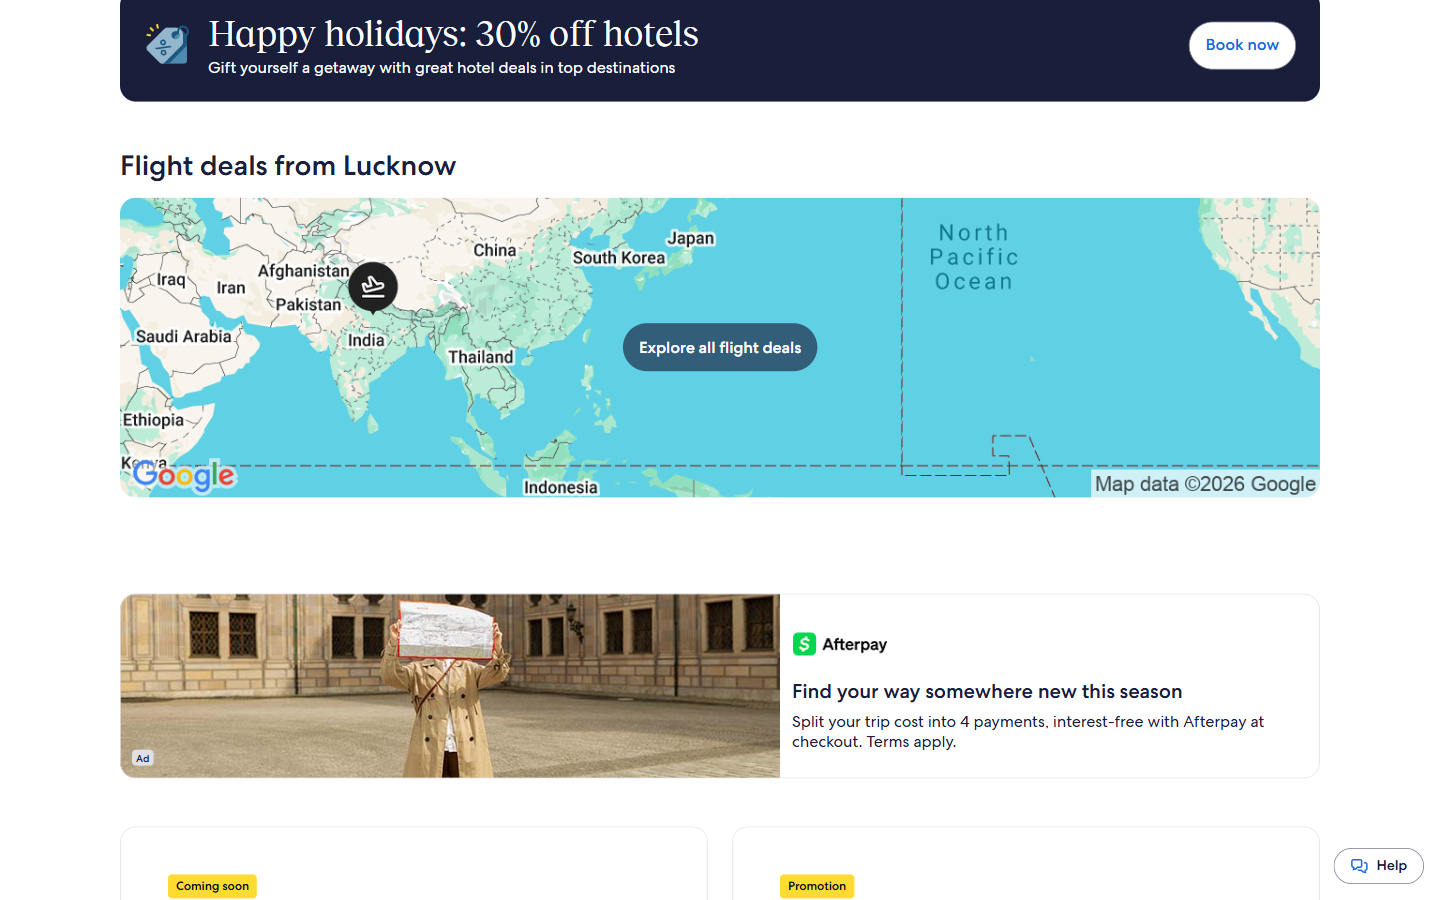 Happy holidays: 30% off hotels
Gift yourself a getaway with great hotel deals in top destinations
Book now
Flight deals from Lucknow
North
Pacific
Ocean
Japan
China
South Korea
Afghanistan
Iraq
Iran
Pakistan
Saudi Arabia
India
Thailand
Explore all flight deals
Ethiopia
Kenya
Google
Indonesia
Map data ©2026 Google
Afterpay
Find your way somewhere new this season
Split your trip cost into 4 payments, interest-free with Afterpay at
checkout. Terms apply.
Ad
Help
Coming soon
Promotion